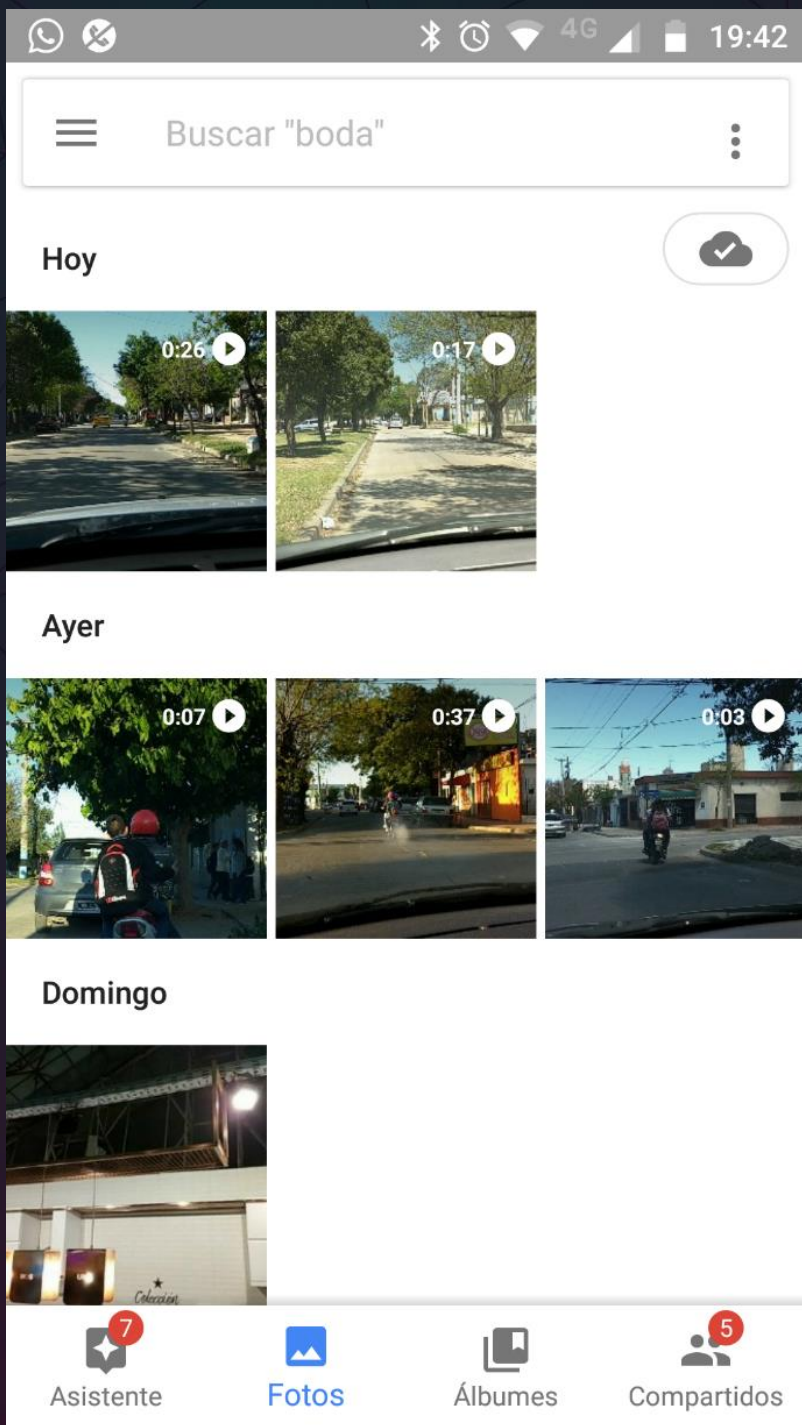 4G 19:42
Buscar "boda"
Hoy
0:26 0:17
Ayer
0:07 0:37 0:03
Domingo
Colección
7 5
Asistente Fotos Álbumes Compartidos